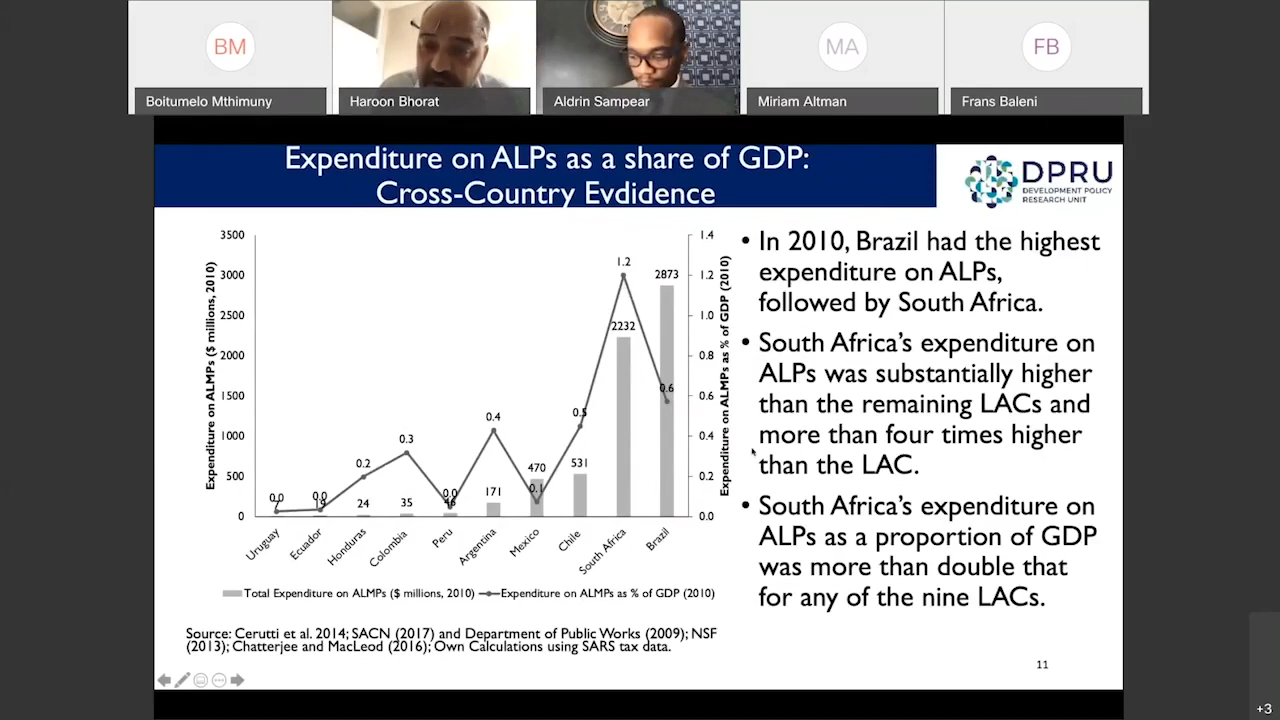 BM
MA
FB
Boitumelo Mthimuny
Haroon Bhorat
Aldrin Sampear
Miriam Altman
Frans Baleni
Expenditure on ALPs as a share of GDP:
Cross-Country Evdidence
DPRU
DEVELOPMENT POLICY
RESEARCH UNIT
Expenditure on ALMPs ($ millions, 2010)
3500
3000
2500
2000
1500
1000
500
0
0.0
0.0
19
0.2
24
0.3
35
0.0
46
0.4
171
470
0.1
0.5
531
1.2
2232
2873
0.6
1.4
1.2
1.0
0.8
0.6
0.4
0.2
0.0
Expenditure on ALMPs as % of GDP (2010)
Uruguay
Ecuador
Honduras
Colombia
Peru
Argentina
Mexico
Chile
South Africa
Brazil
Total Expenditure on ALMPs ($ millions, 2010)
Expenditure on ALMPs as % of GDP (2010)
• In 2010, Brazil had the highest
expenditure on ALPs,
followed by South Africa.
• South Africa's expenditure on
ALPs was substantially higher
than the remaining LACs and
more than four times higher
than the LAC.
• South Africa's expenditure on
ALPs as a proportion of GDP
was more than double that
for any of the nine LACs.
Source: Cerutti et al. 2014; SACN (2017) and Department of Public Works (2009); NSF
(2013); Chatterjee and MacLeod (2016); Own Calculations using SARS tax data.
11
+3